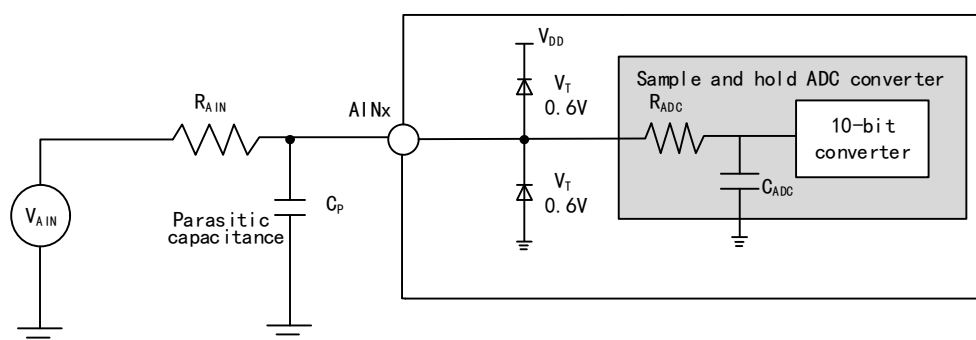 V_DD
Sample and hold ADC converter
V_T
0.6V
R_AIN
AINx
R_ADC
10-bit
converter
V_AIN
Parasitic
capacitance
C_P
V_T
0.6V
C_ADC